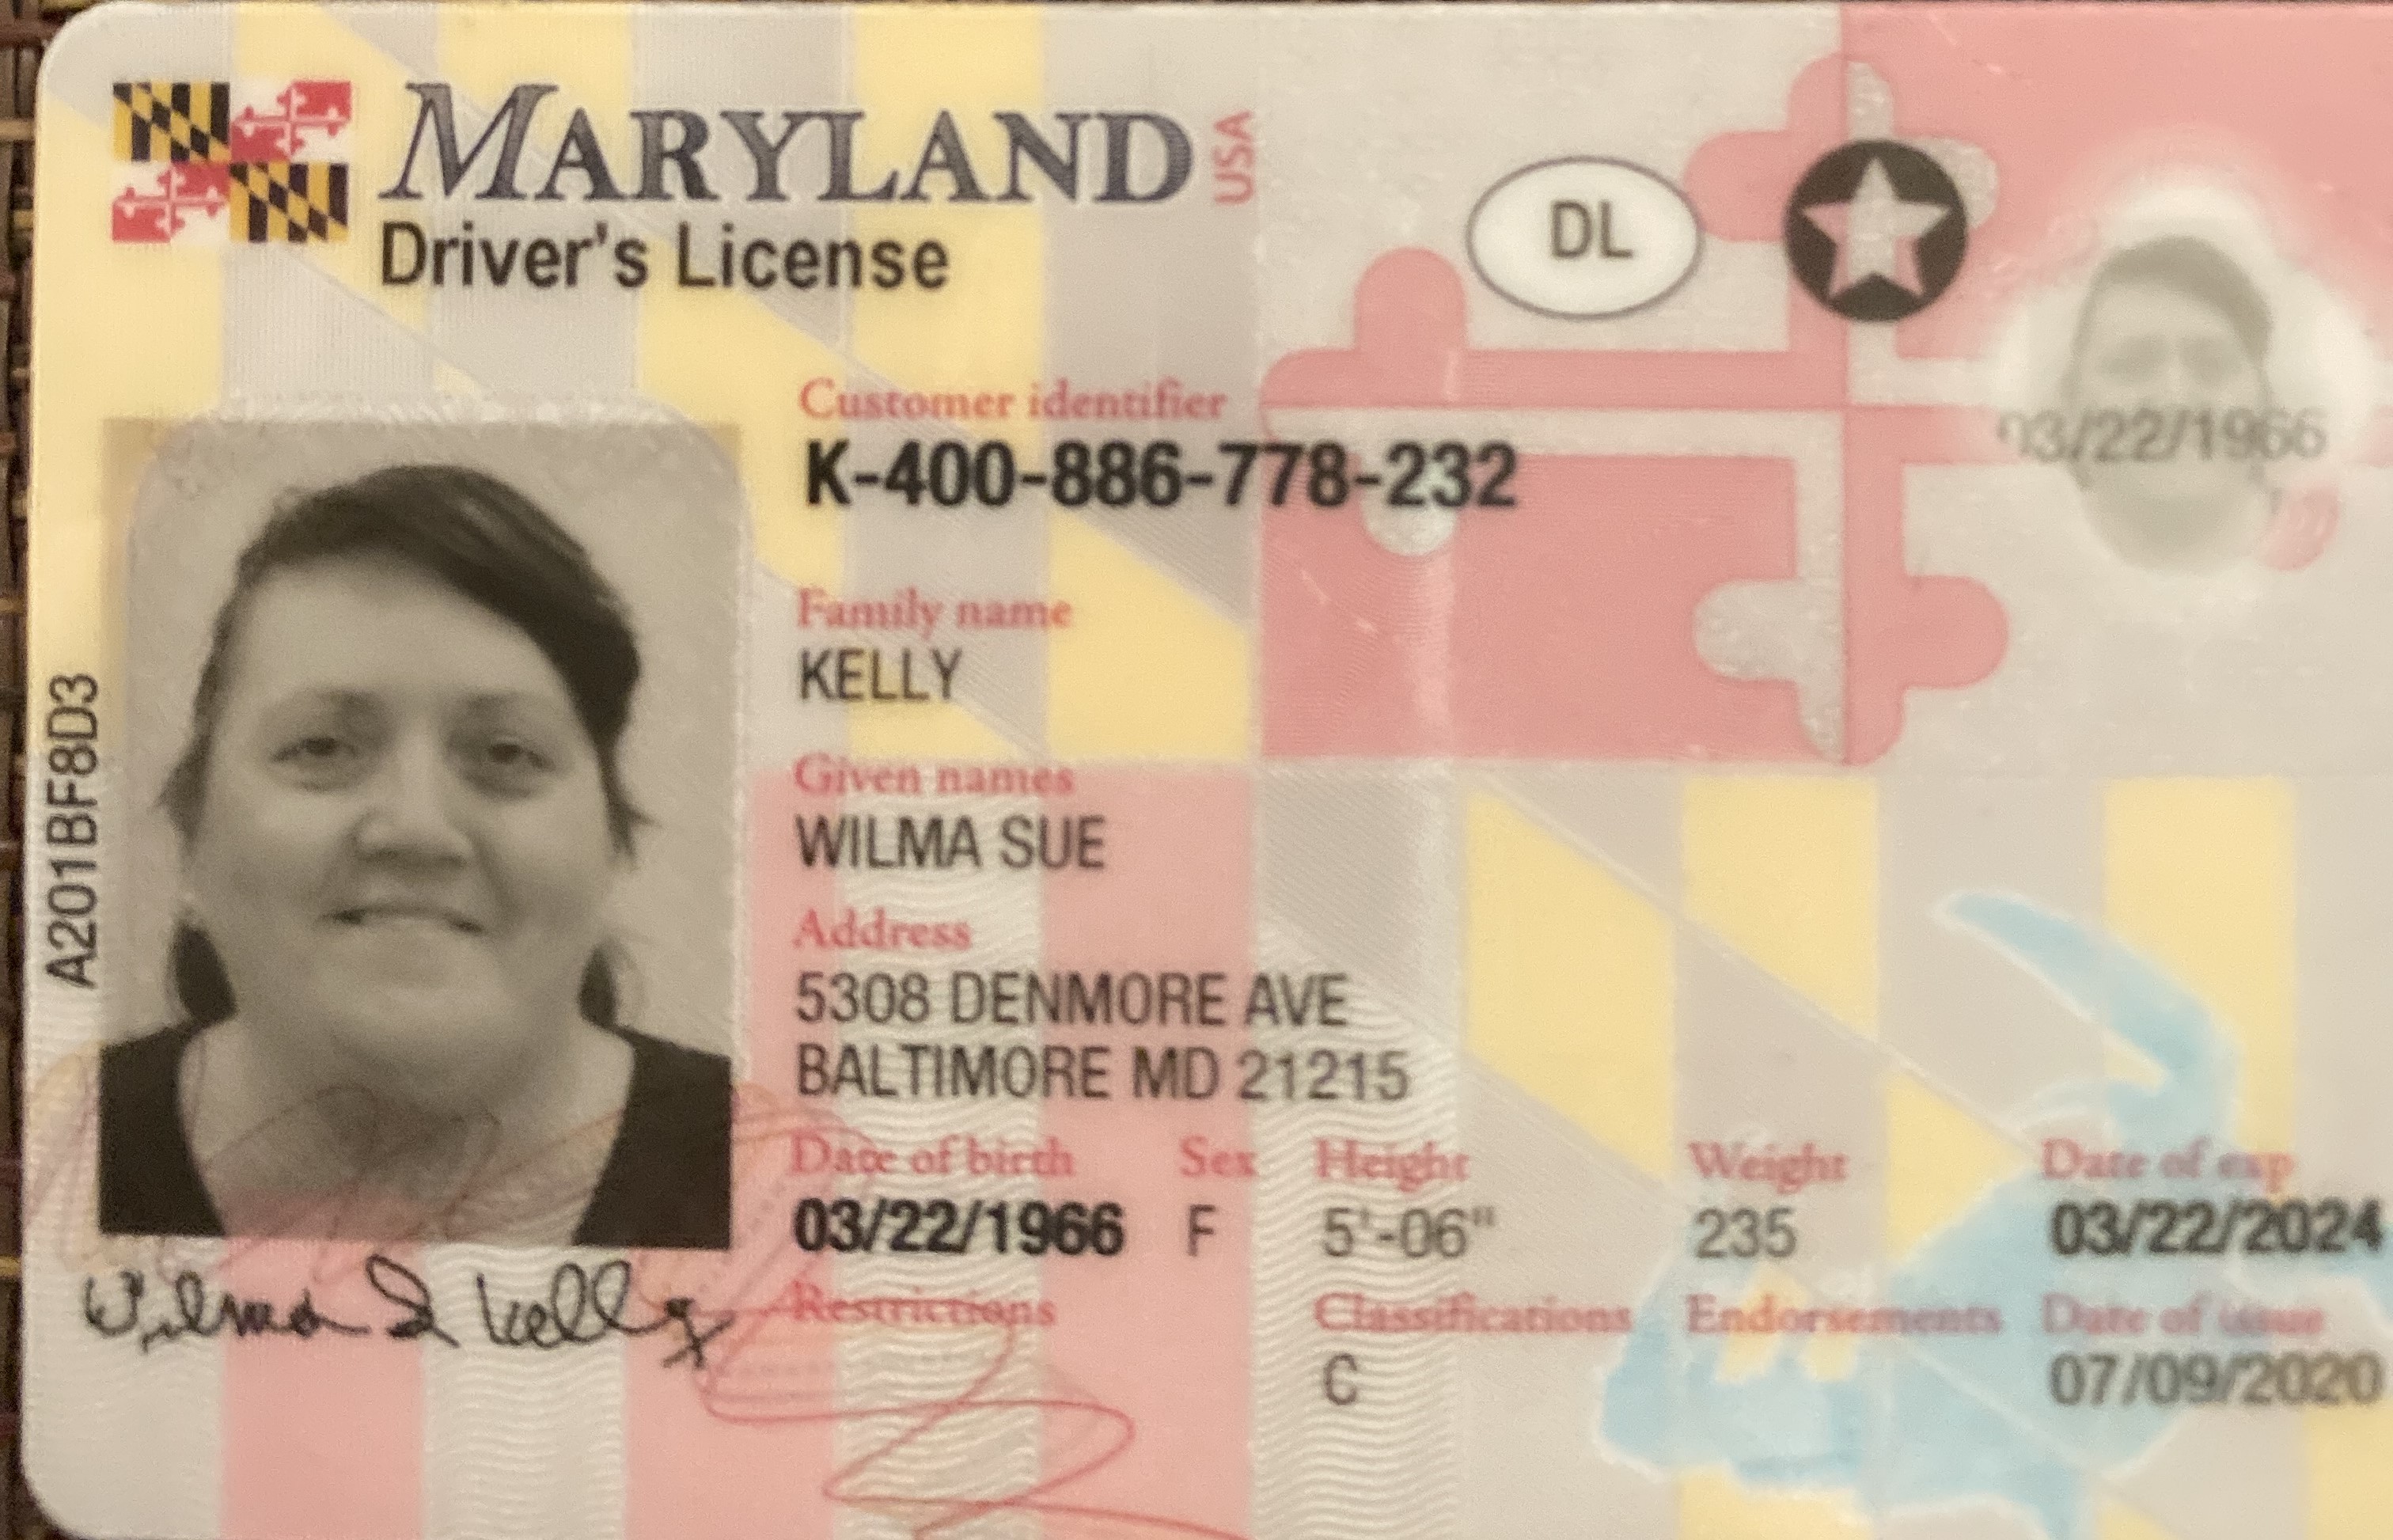 MARYLAND USA
Driver's License
DL
Customer identifier
K-400-886-778-232
03/22/1966
Family name
KELLY
Given names
WILMA SUE
Address
5308 DENMORE AVE
BALTIMORE MD 21215
Date of birth Sex Height Weight Date of exp
03/22/1966 F 5'-06" 235 03/22/2024
Restrictions Classifications Endorsements Date of issue
C 07/09/2020
A201BF8D3
Wilma S Kelly